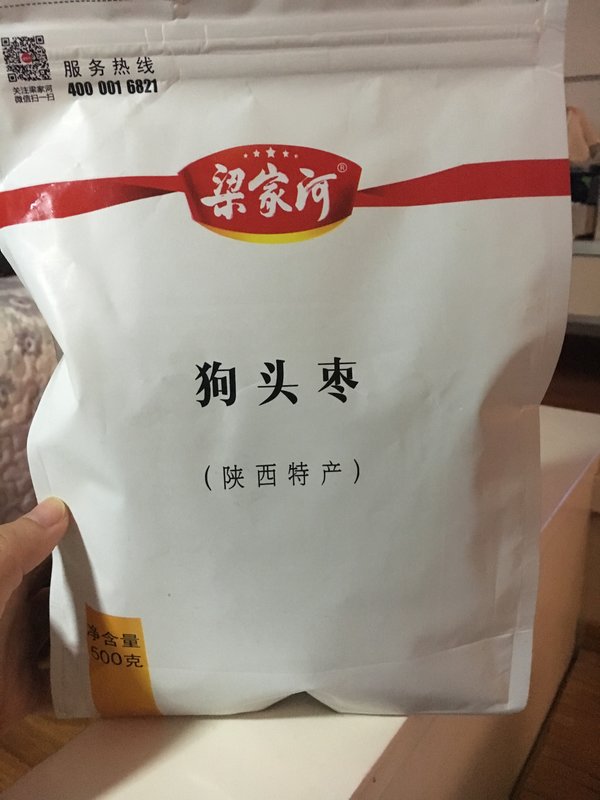 服务热线
400 001 6821
关注梁家河
微信扫一扫
梁家河®
狗头枣
(陕西特产)
净含量
500克